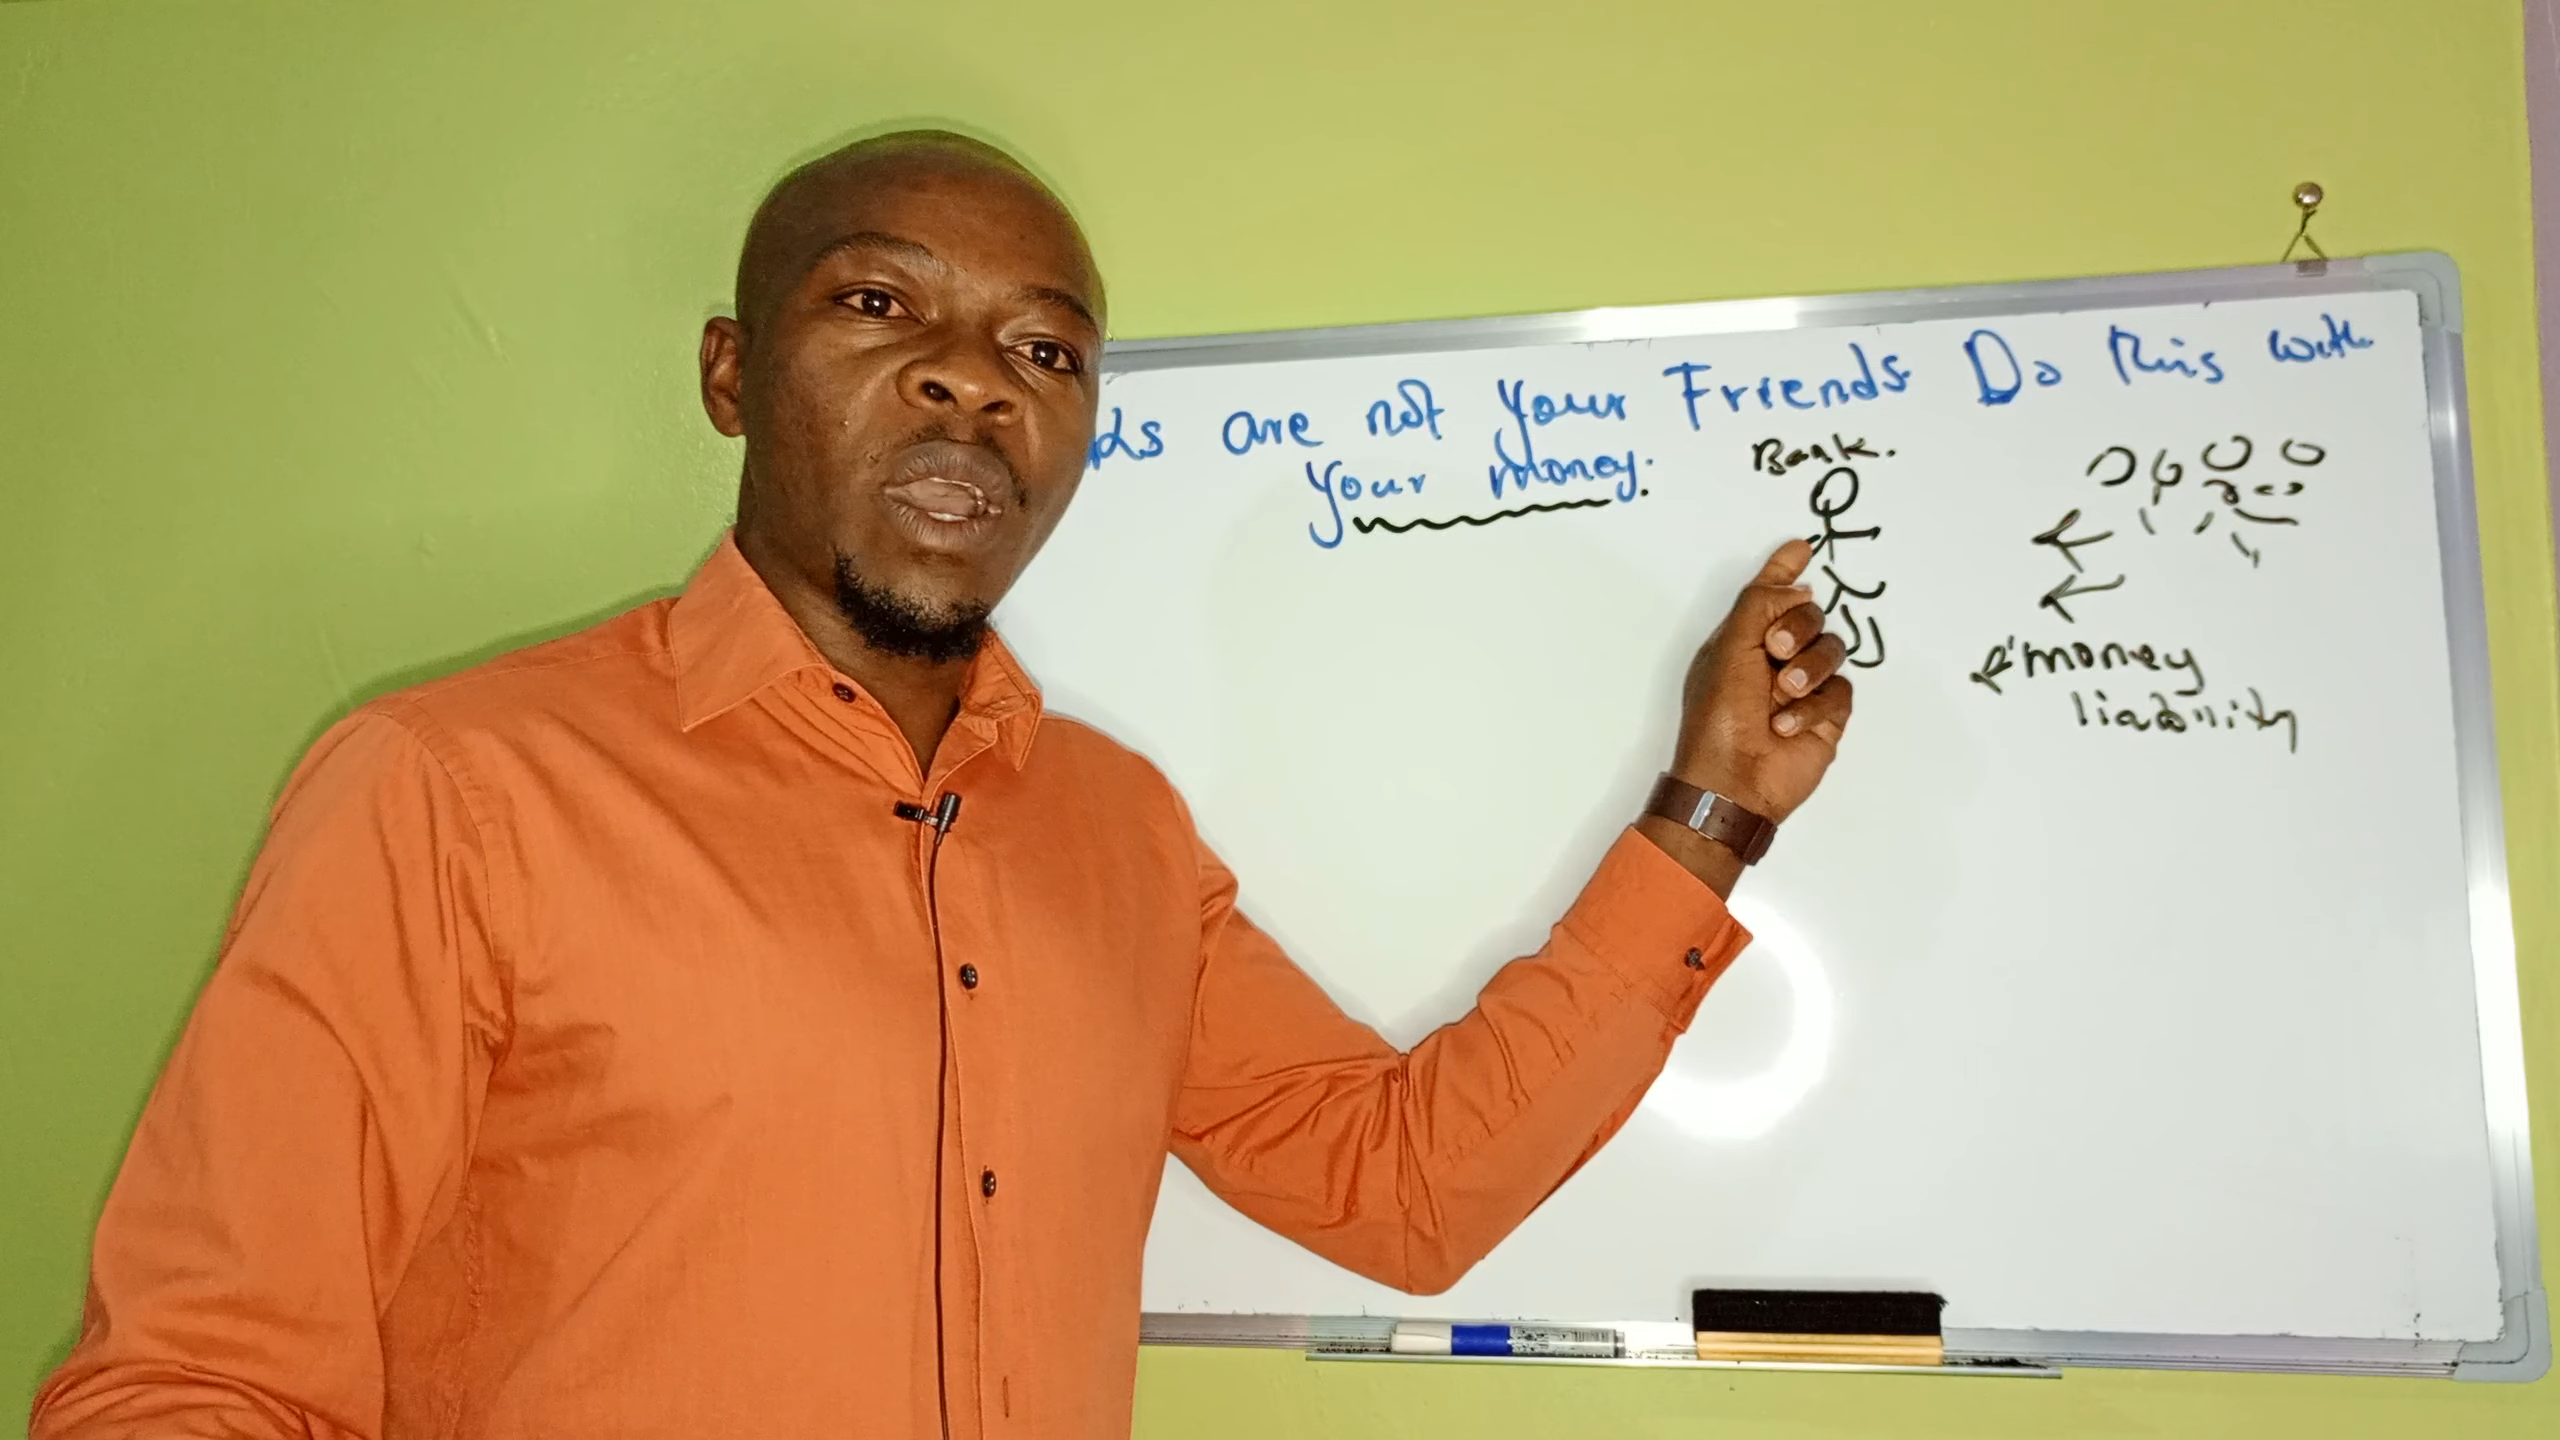 are not Your Friends. Do this with
Your money.
Bank.
money
liability